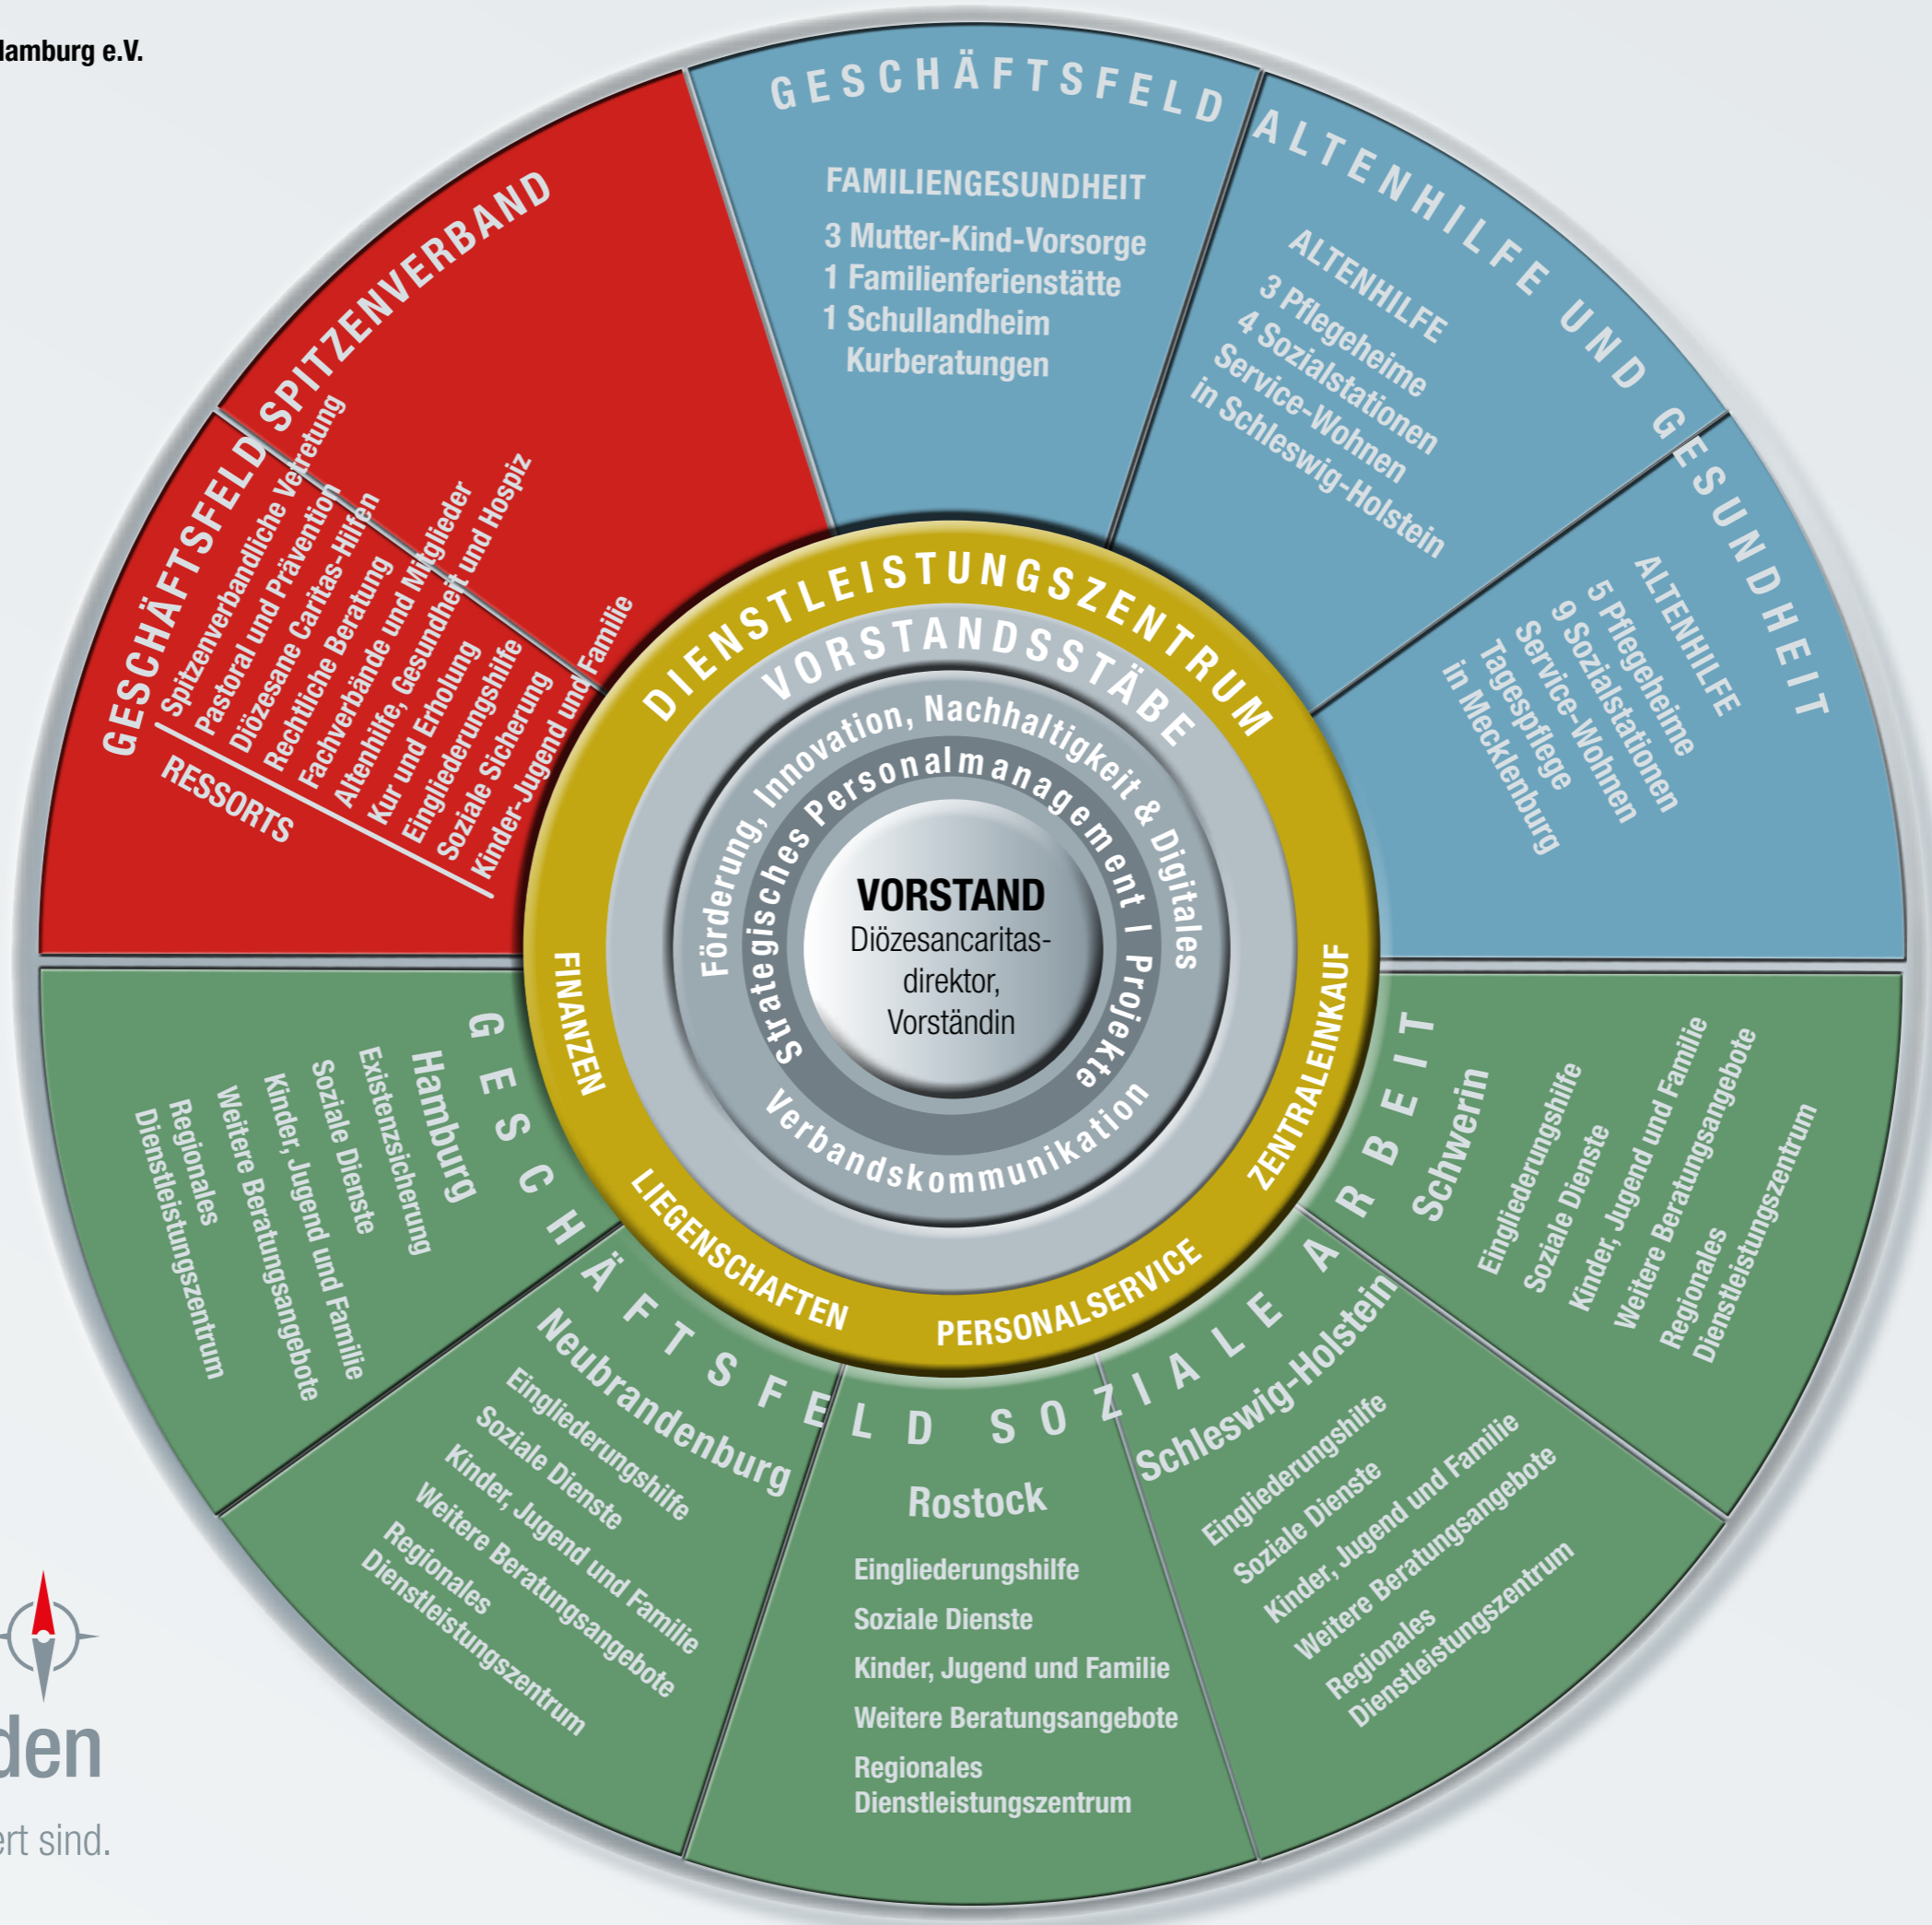 Hamburg e.V.
GESCHÄFTSFELD SPITZENVERBAND
Spitzenverbandliche Vetretung
Pastoral und Prävention
Diözesane Caritas-Hilfen
Rechtliche Beratung
Fachverbände und Mitglieder
Altenhilfe, Gesundheit und Hospiz
Kur und Erholung
Eingliederungshilfe
Soziale Sicherung
Kinder-Jugend und Familie
RESSORTS
GESCHÄFTSFELD ALTENHILFE UND GESUNDHEIT
FAMILIENGESUNDHEIT
3 Mutter-Kind-Vorsorge
1 Familienferienstätte
1 Schullandheim
Kurberatungen
ALTENHILFE
3 Pflegeheime
4 Sozialstationen
Service-Wohnen
in Schleswig-Holstein
ALTENHILFE
5 Pflegeheime
9 Sozialstationen
Service-Wohnen
Tagespflege
in Mecklenburg
DIENSTLEISTUNGSZENTRUM
FINANZEN
LIEGENSCHAFTEN
PERSONALSERVICE
ZENTRALEINKAUF
VORSTANDSSTÄBE
Förderung, Innovation, Nachhaltigkeit & Digitales
Verbandskommunikation
Strategisches Personalmanagement | Projekte
VORSTAND
Diözesancaritas-
direktor,
Vorständin
GESCHÄFTSFELD SOZIALE ARBEIT
Hamburg
Existenzsicherung
Soziale Dienste
Kinder, Jugend und Familie
Weitere Beratungsangebote
Regionales
Dienstleistungszentrum
Neubrandenburg
Eingliederungshilfe
Soziale Dienste
Kinder, Jugend und Familie
Weitere Beratungsangebote
Regionales
Dienstleistungszentrum
Rostock
Eingliederungshilfe
Soziale Dienste
Kinder, Jugend und Familie
Weitere Beratungsangebote
Regionales
Dienstleistungszentrum
Schleswig-Holstein
Eingliederungshilfe
Soziale Dienste
Kinder, Jugend und Familie
Weitere Beratungsangebote
Regionales
Dienstleistungszentrum
Schwerin
Eingliederungshilfe
Soziale Dienste
Kinder, Jugend und Familie
Weitere Beratungsangebote
Regionales
Dienstleistungszentrum
sind.